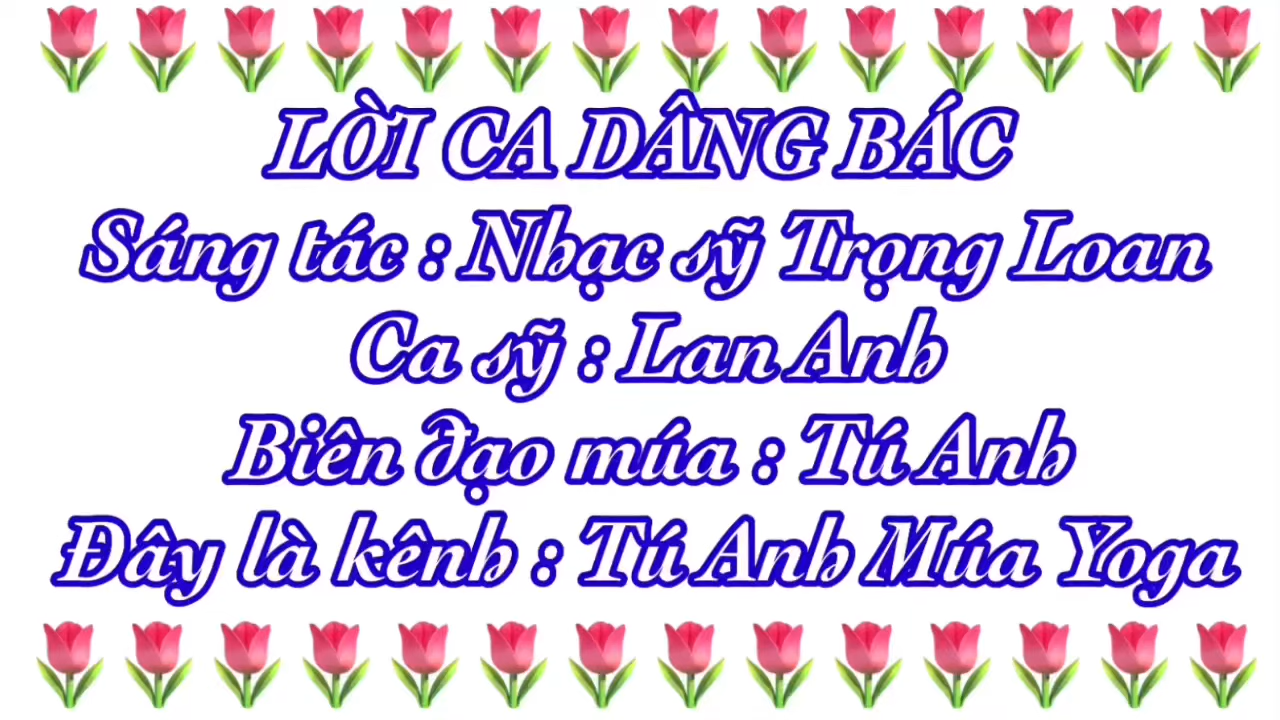 LỜI CA DÂNG BÁC
Sáng tác : Nhạc sỹ Trọng Loan
Ca sỹ : Lan Anh
Biên đạo múa : Tú Anh
Đây là kênh : Tú Anh Múa Yoga